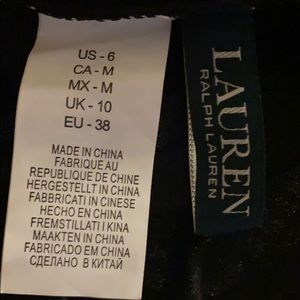 US - 6
CA - M
MX - M
UK - 10
EU - 38
MADE IN CHINA
FABRIQUE AU
REPUBLIQUE DE CHINE
HERGESTELLT IN CHINA
FABBRICATI IN CINESE
HECHO EN CHINA
FREMSTILLATI I KINA
MAAKTEN IN CHINA
FABRICADO EM CHINA
СДЕЛАНО В КИТАЙ
LAUREN
RALPH LAUREN